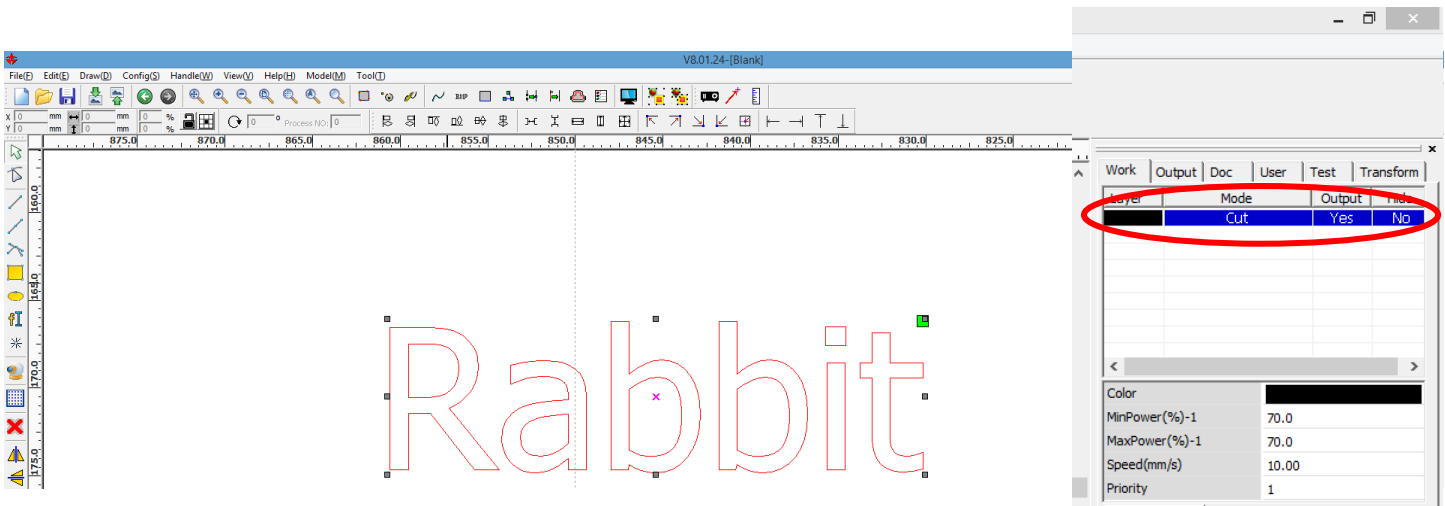 V8.01.24-[Blank]
File(F) Edit(E) Draw(D) Config(S) Handle(W) View(V) Help(H) Model(M) Tool(T)
BMP
X 0 mm 0 mm 0 % 0 ° Process NO: 0
Y 0 mm 0 mm 0 %
875.0 870.0 865.0 860.0 855.0 850.0 845.0 840.0 835.0 830.0 825.0
160.0
165.0
170.0
175.0
Rabbit
Work Output Doc User Test Transform
Layer Mode Output Hide
Cut Yes No
Color
MinPower(%)-1 70.0
MaxPower(%)-1 70.0
Speed(mm/s) 10.00
Priority 1